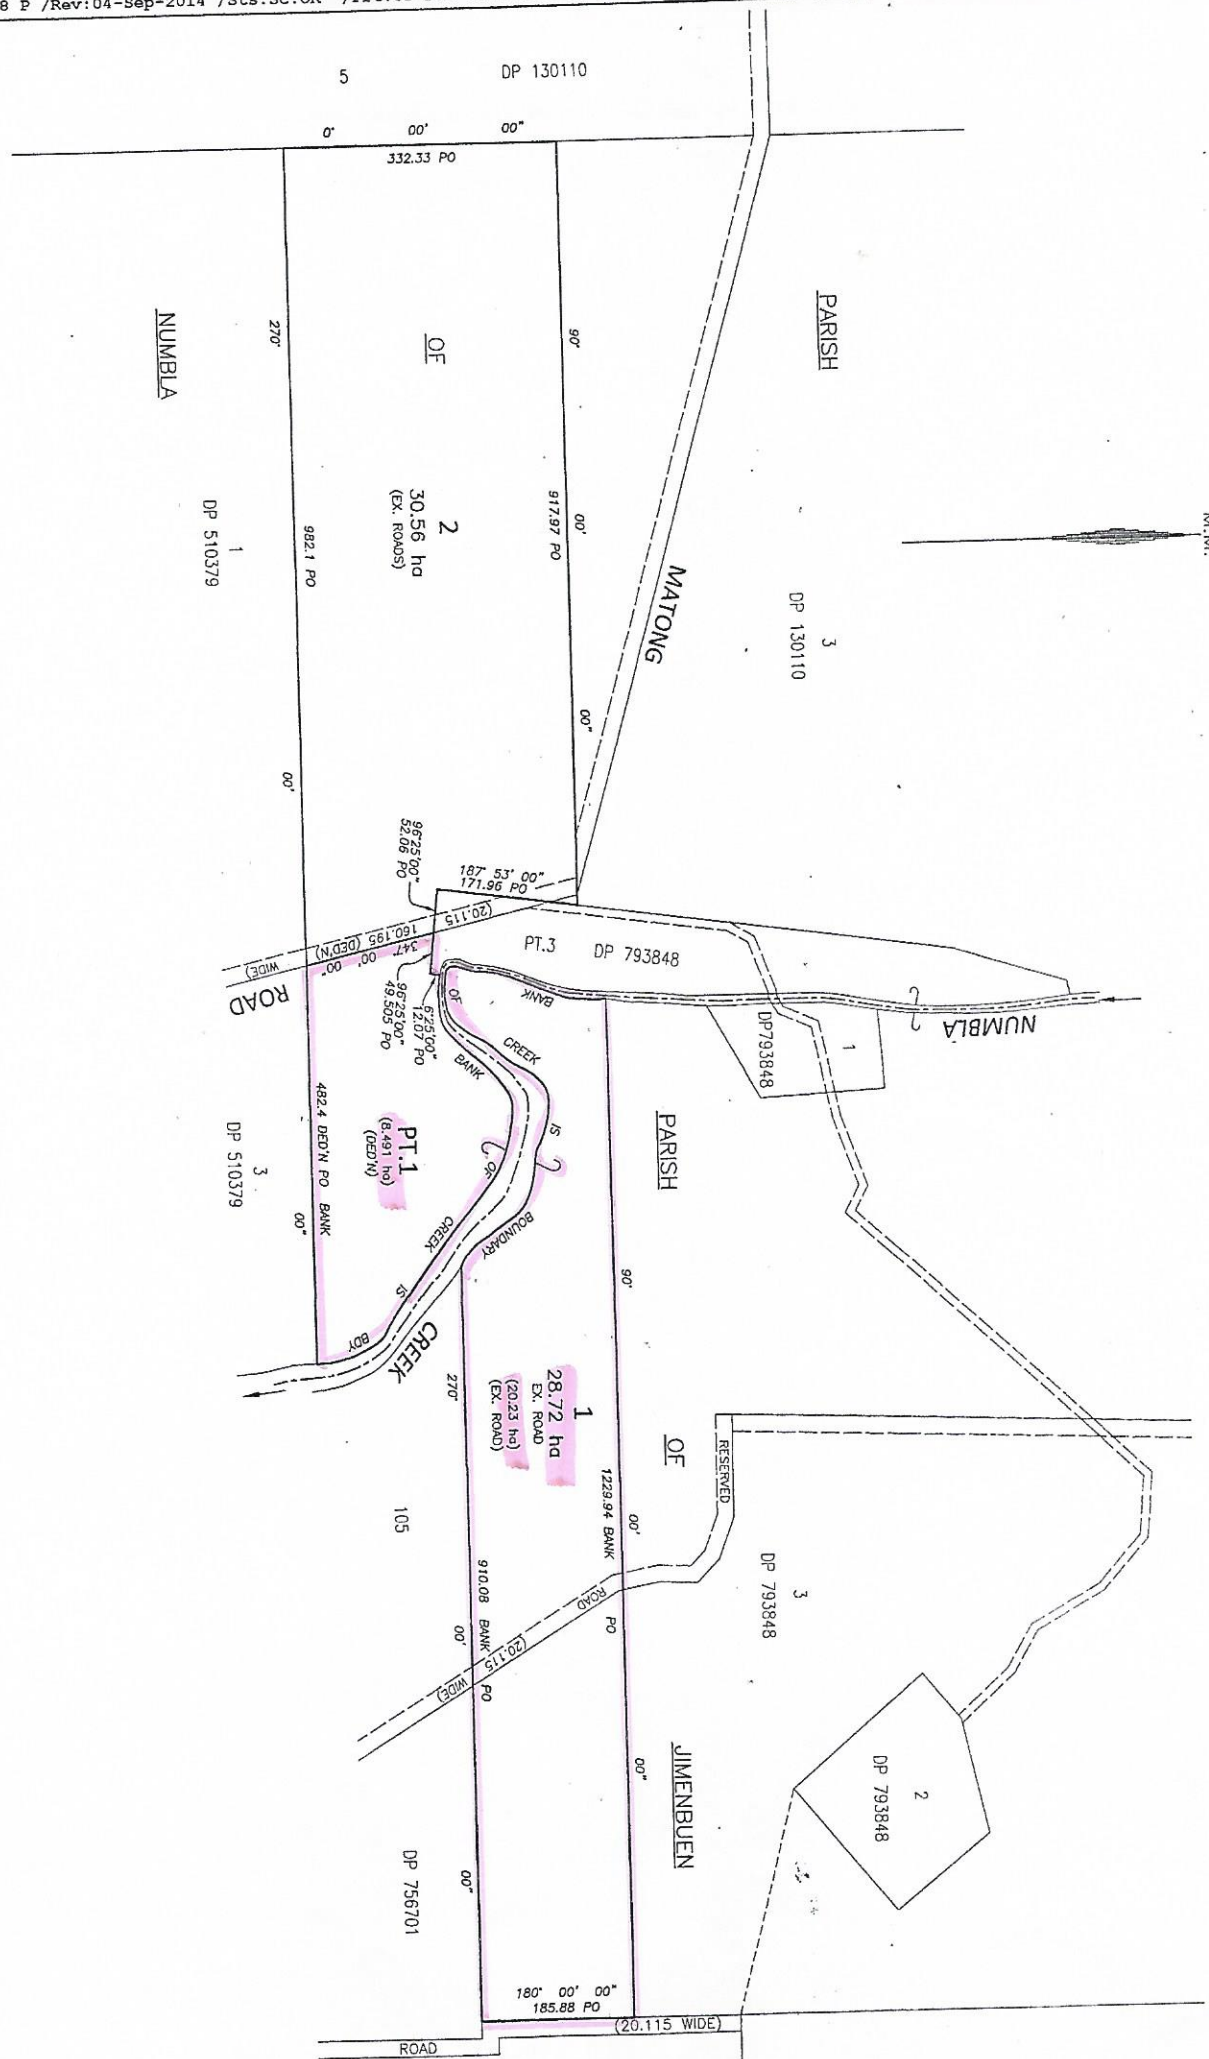 8 P /Rev:04-Sep-2014 /Sts:SC.OK
M.M.
5
DP 130110
0° 00' 00"
332.33 PO
PARISH
OF
NUMBLA
90° 00' 00"
917.97 PO
2
30.56 ha
(EX. ROADS)
270° 00' 00"
982.1 PO
1
DP 510379
3
DP 130110
MATONG
ROAD
187° 53' 00"
171.96 PO
96°25'00"
52.06 PO
(20.115 WIDE)
347° 00' 00"
160.195 (DED'N)
96°25'00"
49.505 PO
6°25'00"
12.07 PO
PT.3 DP 793848
NUMBLA
CREEK
1
DP793848
BANK OF CREEK IS BOUNDARY
BANK OF CREEK IS BDY
PT.1
(8.491 ha)
(DED'N)
482.4 DED'N PO BANK
00"
3
DP 510379
PARISH
OF
JIMENBUEN
90° 00' 00"
1229.94 BANK PO
1
28.72 ha
EX. ROAD
(20.23 ha)
(EX. ROAD)
270° 00' 00"
910.08 BANK PO
RESERVED
ROAD
(20.115 WIDE)
105
DP 756701
3
DP 793848
2
DP 793848
180° 00' 00"
185.88 PO
(20.115 WIDE)
ROAD